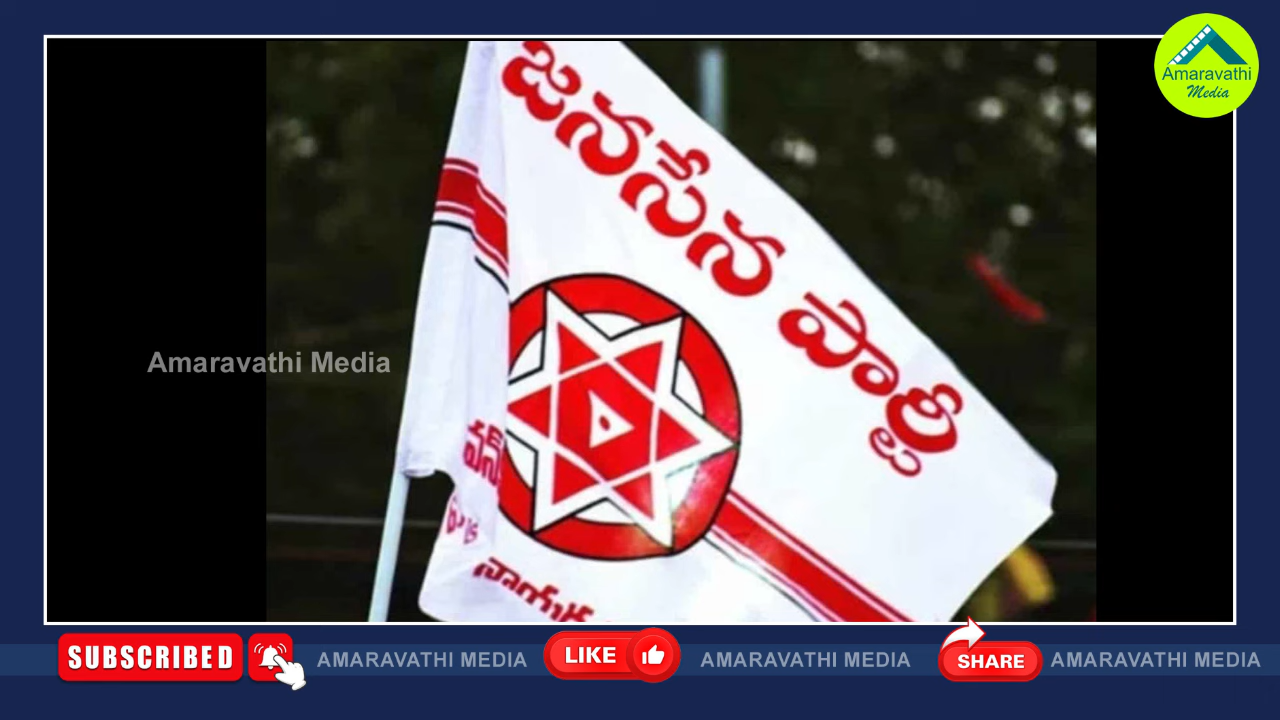 Amaravathi
Media
జనసేన పార్టీ
Amaravathi Media
SUBSCRIBED
AMARAVATHI MEDIA
LIKE
AMARAVATHI MEDIA
SHARE
AMARAVATHI MEDIA